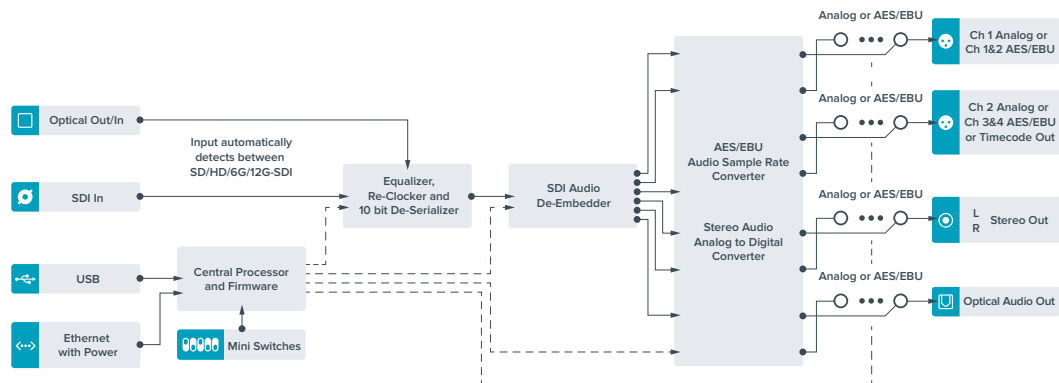 Analog or AES/EBU
Ch 1 Analog or
Ch 1&2 AES/EBU
Optical Out/In
Input automatically
detects between
SD/HD/6G/12G-SDI
Analog or AES/EBU
Ch 2 Analog or
Ch 3&4 AES/EBU
or Timecode Out
AES/EBU
Audio Sample Rate
Converter
SDI In
Equalizer,
Re-Clocker and
10 bit De-Serializer
SDI Audio
De-Embedder
Analog or AES/EBU
L
R
Stereo Out
Stereo Audio
Analog to Digital
Converter
USB
Central Processor
and Firmware
Analog or AES/EBU
Optical Audio Out
Ethernet
with Power
Mini Switches